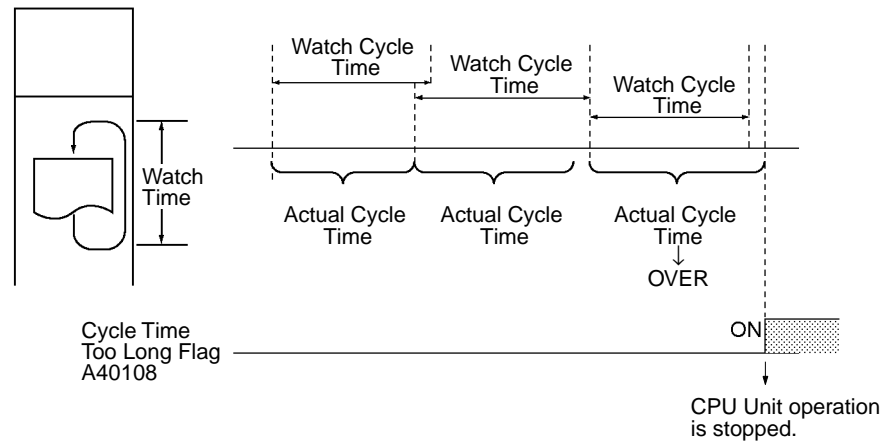 Watch Cycle
Time
Watch Cycle
Time
Watch Cycle
Time
Watch
Time
Actual Cycle
Time
Actual Cycle
Time
Actual Cycle
Time
OVER
Cycle Time
Too Long Flag
A40108
ON
CPU Unit operation
is stopped.